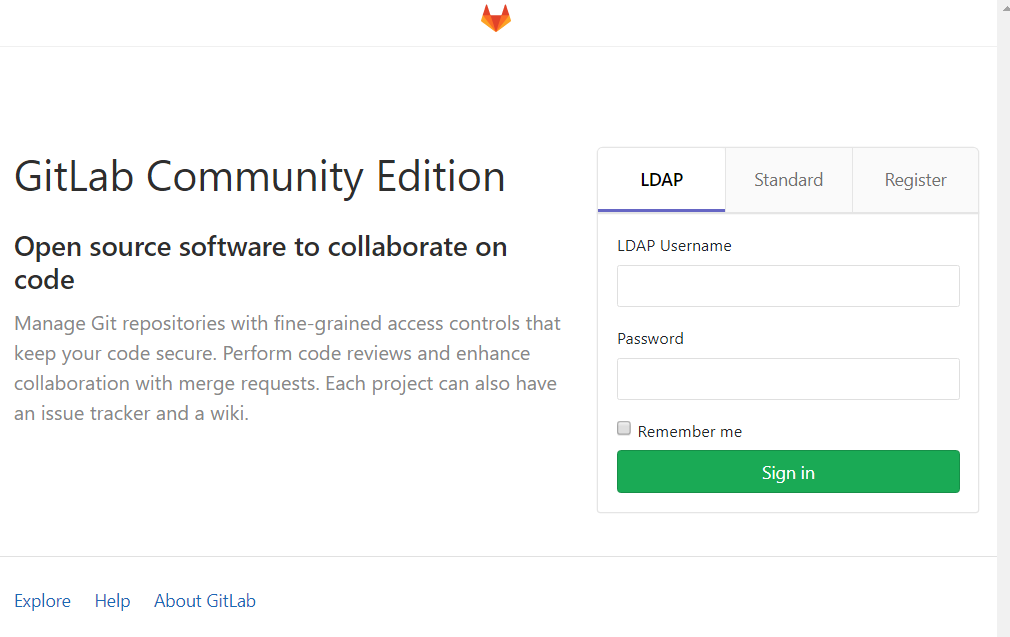 GitLab Community Edition
Open source software to collaborate on
code
Manage Git repositories with fine-grained access controls that
keep your code secure. Perform code reviews and enhance
collaboration with merge requests. Each project can also have
an issue tracker and a wiki.
LDAP
Standard
Register
LDAP Username
Password
Remember me
Sign in
Explore
Help
About GitLab